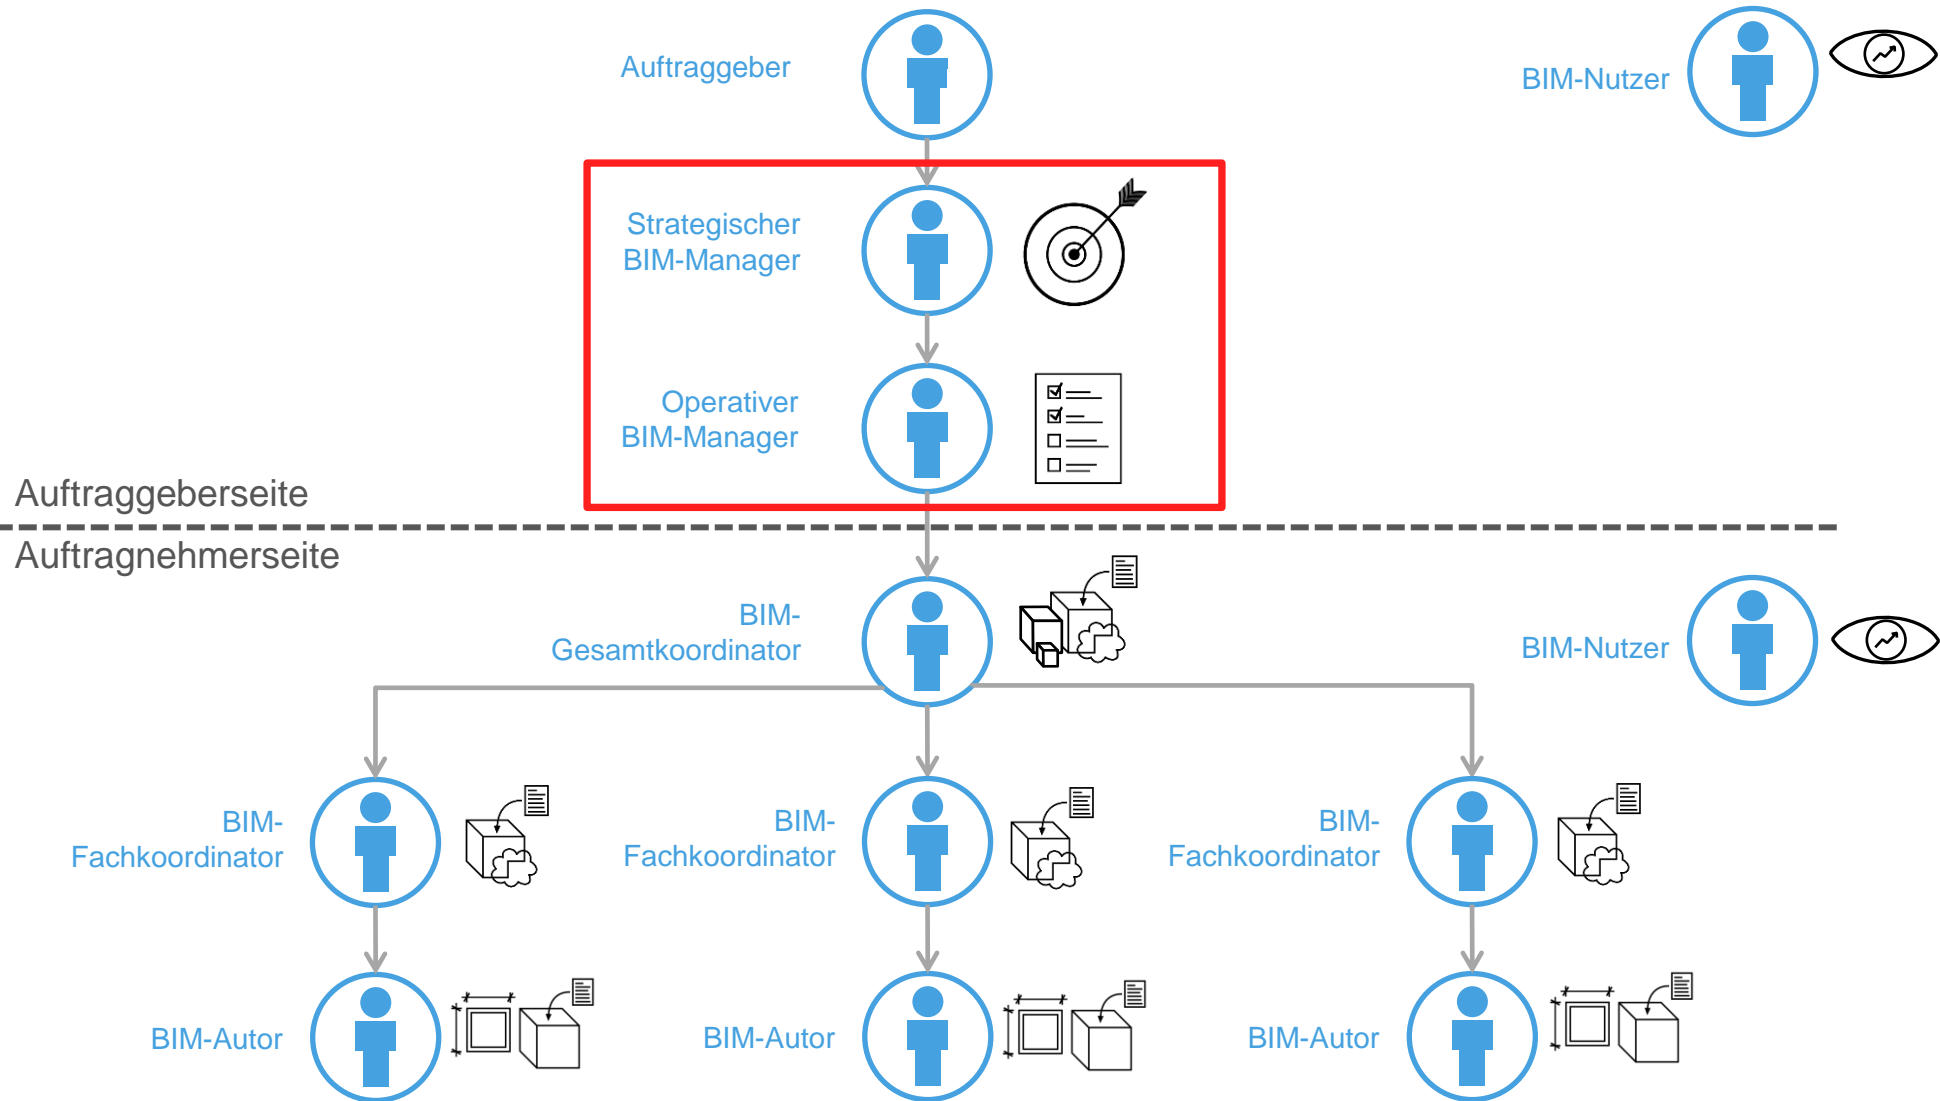 Auftraggeber
BIM-Nutzer
Strategischer
BIM-Manager
Operativer
BIM-Manager
Auftraggeberseite
Auftragnehmerseite
BIM-
Gesamtkoordinator
BIM-Nutzer
BIM-
Fachkoordinator
BIM-
Fachkoordinator
BIM-
Fachkoordinator
BIM-Autor
BIM-Autor
BIM-Autor